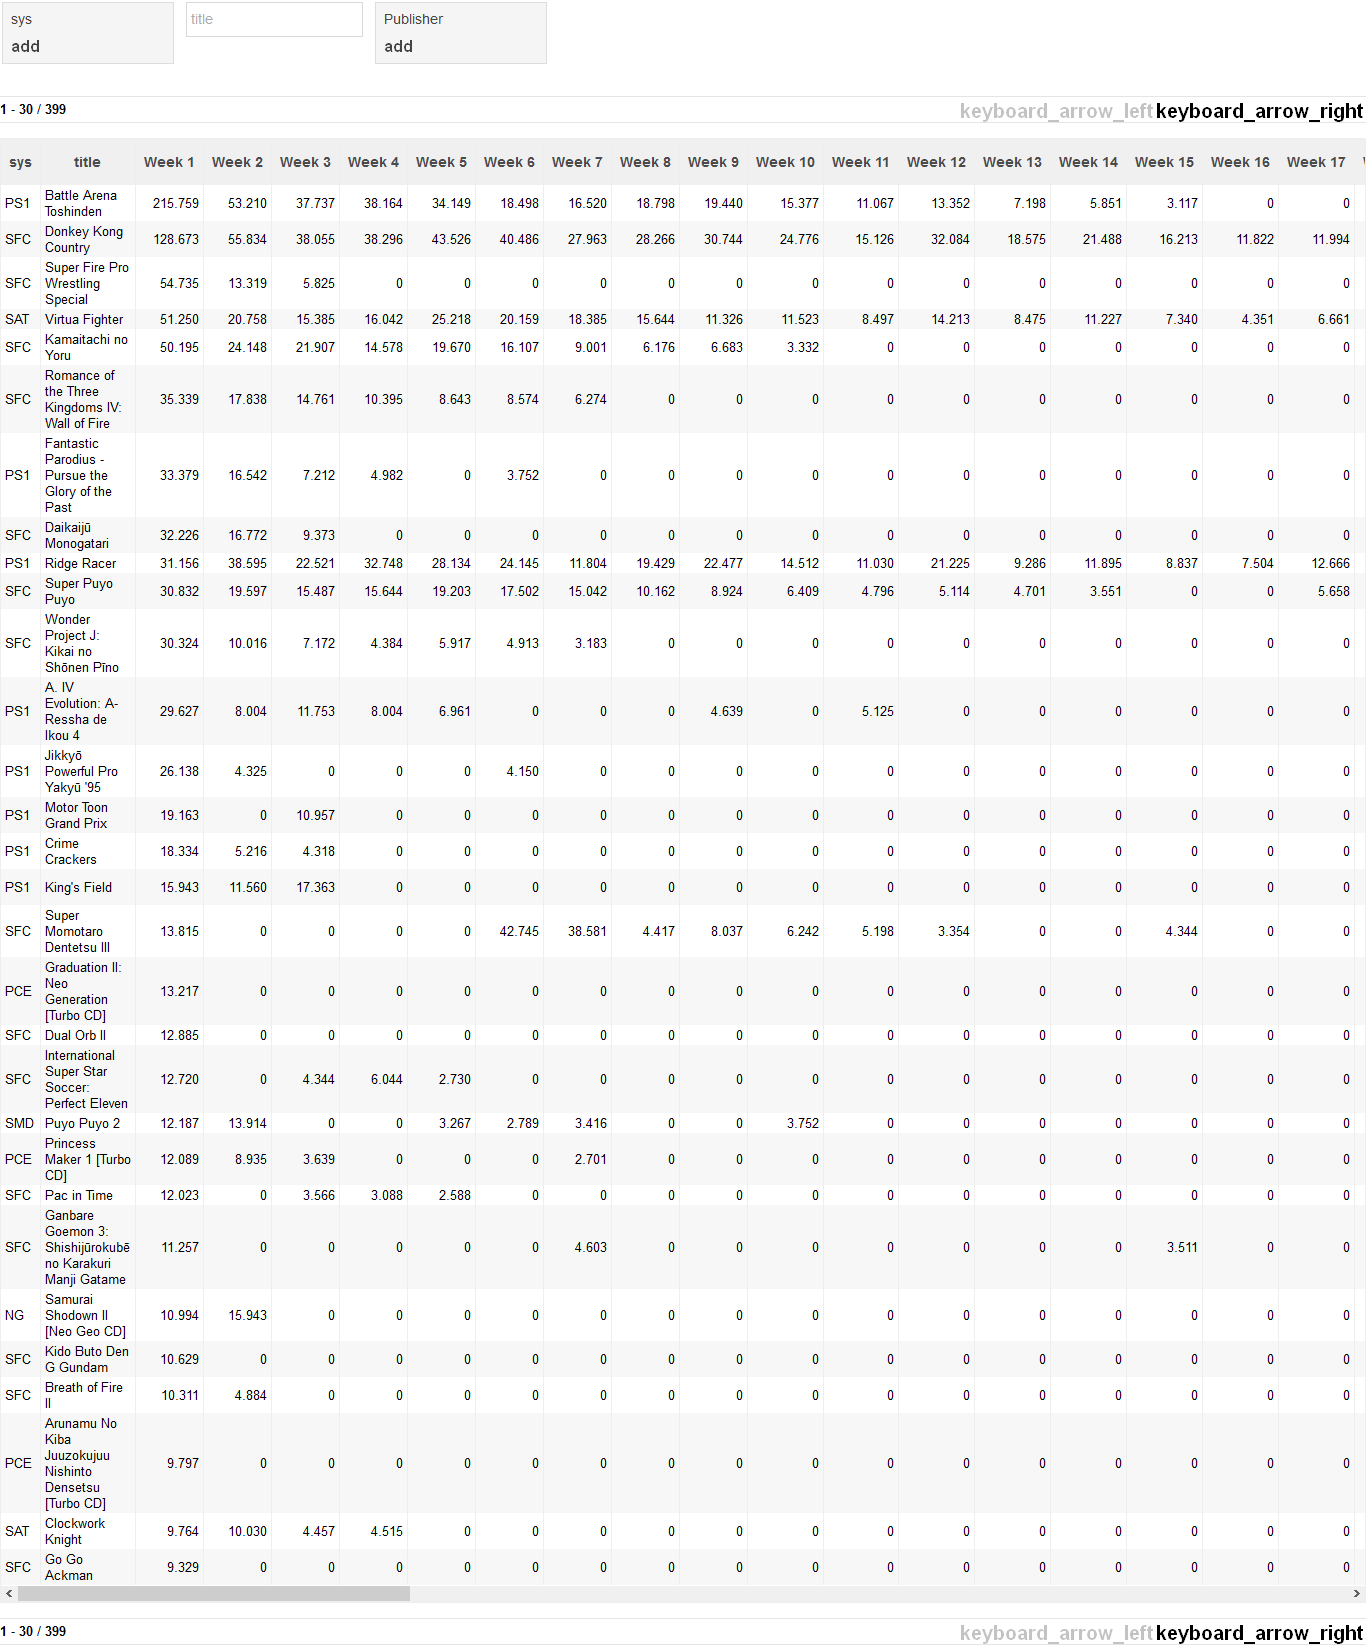 sys
add
title
Publisher
add
1 - 30 / 399
keyboard_arrow_left keyboard_arrow_right
sys title Week 1 Week 2 Week 3 Week 4 Week 5 Week 6 Week 7 Week 8 Week 9 Week 10 Week 11 Week 12 Week 13 Week 14 Week 15 Week 16 Week 17
PS1 Battle Arena Toshinden 215.759 53.210 37.737 38.164 34.149 18.498 16.520 18.798 19.440 15.377 11.067 13.352 7.198 5.851 3.117 0 0
SFC Donkey Kong Country 128.673 55.834 38.055 38.296 43.526 40.486 27.963 28.266 30.744 24.776 15.126 32.084 18.575 21.488 16.213 11.822 11.994
SFC Super Fire Pro Wrestling Special 54.735 13.319 5.825 0 0 0 0 0 0 0 0 0 0 0 0 0 0
SAT Virtua Fighter 51.250 20.758 15.385 16.042 25.218 20.159 18.385 15.644 11.326 11.523 8.497 14.213 8.475 11.227 7.340 4.351 6.661
SFC Kamaitachi no Yoru 50.195 24.148 21.907 14.578 19.670 16.107 9.001 6.176 6.683 3.332 0 0 0 0 0 0 0
SFC Romance of the Three Kingdoms IV: Wall of Fire 35.339 17.838 14.761 10.395 8.643 8.574 6.274 0 0 0 0 0 0 0 0 0 0
PS1 Fantastic Parodius - Pursue the Glory of the Past 33.379 16.542 7.212 4.982 0 3.752 0 0 0 0 0 0 0 0 0 0 0
SFC Daikaijū Monogatari 32.226 16.772 9.373 0 0 0 0 0 0 0 0 0 0 0 0 0 0
PS1 Ridge Racer 31.156 38.595 22.521 32.748 28.134 24.145 11.804 19.429 22.477 14.512 11.030 21.225 9.286 11.895 8.837 7.504 12.666
SFC Super Puyo Puyo 30.832 19.597 15.487 15.644 19.203 17.502 15.042 10.162 8.924 6.409 4.796 5.114 4.701 3.551 0 0 5.658
SFC Wonder Project J: Kikai no Shōnen Pīno 30.324 10.016 7.172 4.384 5.917 4.913 3.183 0 0 0 0 0 0 0 0 0 0
PS1 A. IV Evolution: A-Ressha de Ikou 4 29.627 8.004 11.753 8.004 6.961 0 0 0 4.639 0 5.125 0 0 0 0 0 0
PS1 Jikkyō Powerful Pro Yakyū '95 26.138 4.325 0 0 0 4.150 0 0 0 0 0 0 0 0 0 0 0
PS1 Motor Toon Grand Prix 19.163 0 10.957 0 0 0 0 0 0 0 0 0 0 0 0 0 0
PS1 Crime Crackers 18.334 5.216 4.318 0 0 0 0 0 0 0 0 0 0 0 0 0 0
PS1 King's Field 15.943 11.560 17.363 0 0 0 0 0 0 0 0 0 0 0 0 0 0
SFC Super Momotaro Dentetsu III 13.815 0 0 0 0 42.745 38.581 4.417 8.037 6.242 5.198 3.354 0 0 4.344 0 0
PCE Graduation II: Neo Generation [Turbo CD] 13.217 0 0 0 0 0 0 0 0 0 0 0 0 0 0 0 0
SFC Dual Orb II 12.885 0 0 0 0 0 0 0 0 0 0 0 0 0 0 0 0
SFC International Super Star Soccer: Perfect Eleven 12.720 0 4.344 6.044 2.730 0 0 0 0 0 0 0 0 0 0 0 0
SMD Puyo Puyo 2 12.187 13.914 0 0 3.267 2.789 3.416 0 0 3.752 0 0 0 0 0 0 0
PCE Princess Maker 1 [Turbo CD] 12.089 8.935 3.639 0 0 0 2.701 0 0 0 0 0 0 0 0 0 0
SFC Pac in Time 12.023 0 3.566 3.088 2.588 0 0 0 0 0 0 0 0 0 0 0 0
SFC Ganbare Goemon 3: Shishijūrokubē no Karakuri Manji Gatame 11.257 0 0 0 0 0 4.603 0 0 0 0 0 0 0 3.511 0 0
NG Samurai Shodown II [Neo Geo CD] 10.994 15.943 0 0 0 0 0 0 0 0 0 0 0 0 0 0 0
SFC Kido Buto Den G Gundam 10.629 0 0 0 0 0 0 0 0 0 0 0 0 0 0 0 0
SFC Breath of Fire II 10.311 4.884 0 0 0 0 0 0 0 0 0 0 0 0 0 0 0
PCE Arunamu No Kiba Juuzokujuu Nishinto Densetsu [Turbo CD] 9.797 0 0 0 0 0 0 0 0 0 0 0 0 0 0 0 0
SAT Clockwork Knight 9.764 10.030 4.457 4.515 0 0 0 0 0 0 0 0 0 0 0 0 0
SFC Go Go Ackman 9.329 0 0 0 0 0 0 0 0 0 0 0 0 0 0 0 0
1 - 30 / 399
keyboard_arrow_left keyboard_arrow_right